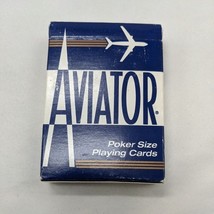 AVIATOR®
Poker Size
Playing Cards